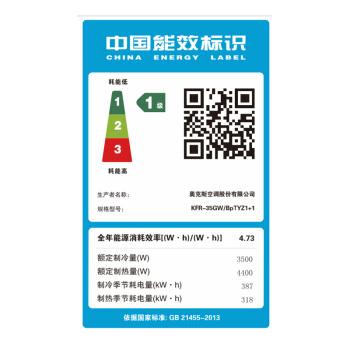 中国能效标识
CHINA ENERGY LABEL
耗能低
1
1级
2
3
耗能高
生产者名称: 奥克斯空调股份有限公司
规格型号: KFR-35GW/BpTYZ1+1
全年能源消耗效率[(W·h)/(W·h)] 4.73
额定制冷量(W) 3500
额定制热量(W) 4400
制冷季节耗电量(kW·h) 387
制热季节耗电量(kW·h) 318
依据国家标准: GB 21455-2013